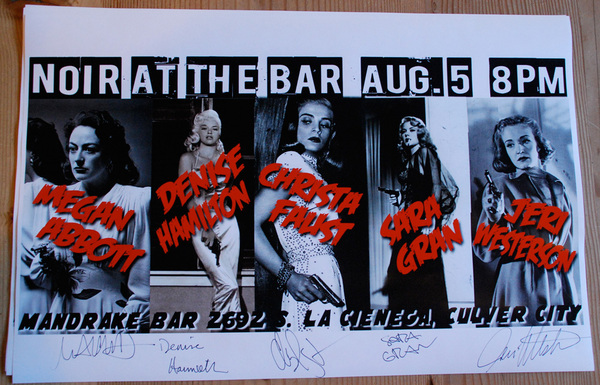 NOIR AT THE BAR AUG. 5 8PM
MEGAN ABBOTT
DENISE HAMILTON
CHRISTA FAUST
SARA GRAN
JERI WESTERSON
MANDRAKE BAR 2692 S. LA CIENEGA, CULVER CITY
Denise
SARA
GRAN